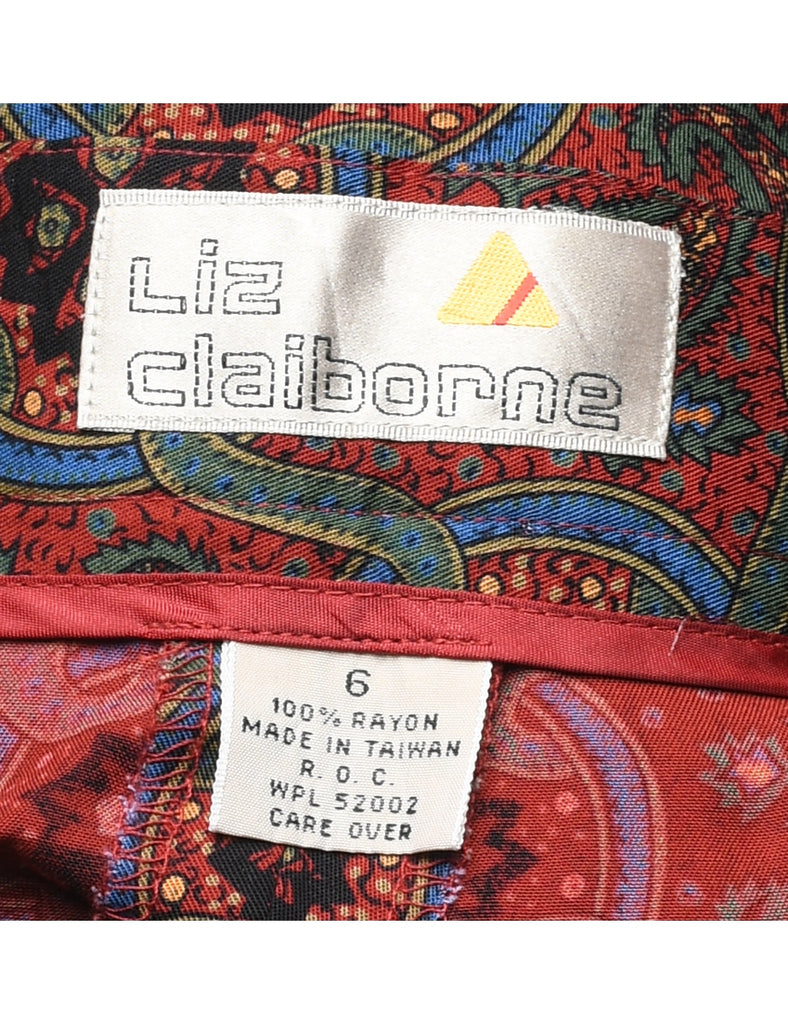 Liz
claiborne
6
100% RAYON
MADE IN TAIWAN
R. O. C.
WPL 52002
CARE OVER